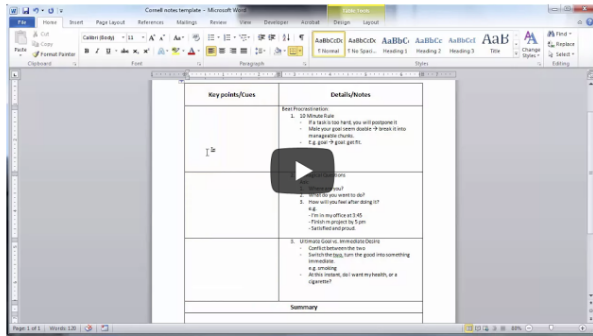 Cornell notes template - Microsoft Word
Table Tools
File Home Insert Page Layout References Mailings Review View Developer Acrobat Design Layout
Cut
Copy
Format Painter
Paste
Calibri (Body) 11
Change Styles
Find
Replace
Select
AaBbCcDc AaBbCcDc AaBbCc AaBbCc AaBbCcI AaB
¶ Normal ¶ No Spaci... Heading 1 Heading 2 Heading 3 Title
Clipboard Font Paragraph Styles Editing
Key points/Cues Details/Notes
Beat Procrastination:
1. 10 Minute Rule
- If a task is too hard, you will postpone it
- Make your goal seem doable → break it into
manageable chunks.
- E.g. goal → goal: get fit.
you?
2. What do you want to do?
3. How will you feel after doing it?
e.g.
- I'm in my office at 3:45
- Finish m project by 5 pm
- Satisfied and proud.
3. Ultimate Goal vs. Immediate Desire
- Conflict between the two
- Switch the two, turn the good into something
immediate.
e.g. smoking
- At this instant, do I want my health, or a
cigarette?
Summary
Page: 1 of 1 Words: 128 80%